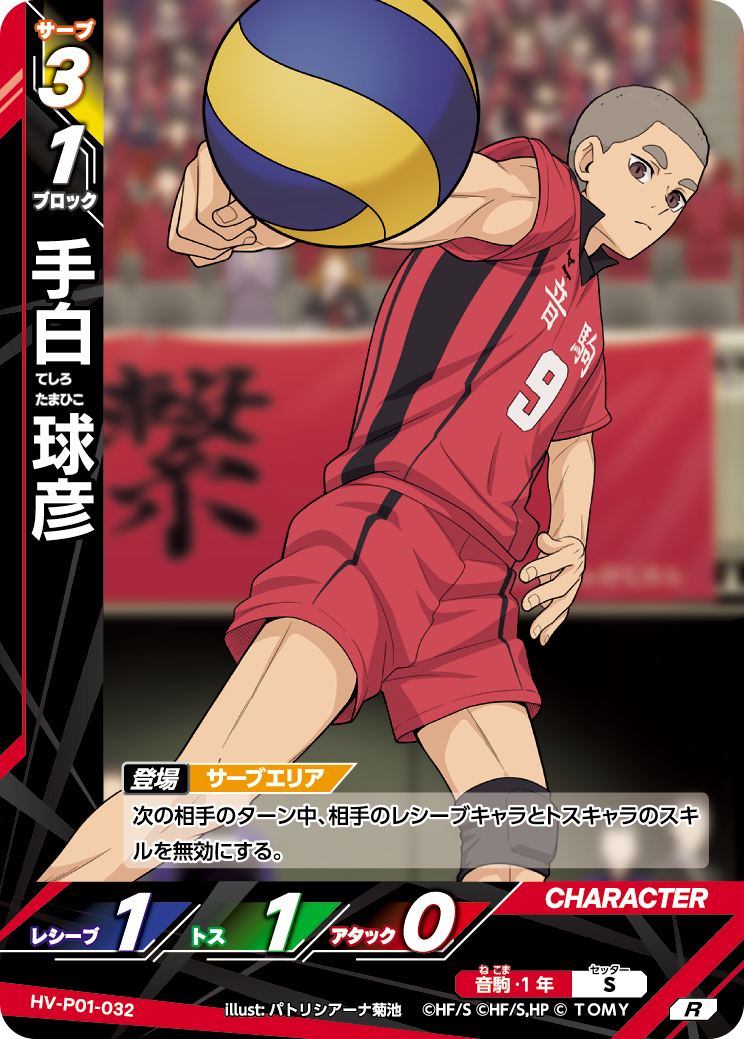 サーブ
3
1
ブロック
手白
てしろ
たまひこ
球彦
音駒
9
繋
登場 サーブエリア
次の相手のターン中、相手のレシーブキャラとトスキャラのスキ
ルを無効にする。
CHARACTER
レシーブ 1 トス 1 アタック 0
ねこま セッター
音駒・1年 S
HV-P01-032 illust: パトリシアーナ菊池 ©HF/S ©HF/S,HP © TOMY R